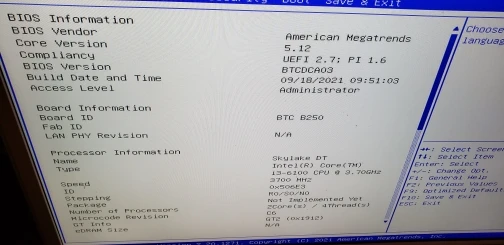 Boot Save & Exit
BIOS Information
BIOS Vendor American Megatrends
Core Version 5.12
Compliancy UEFI 2.7; PI 1.6
BIOS Version BTCDCA03
Build Date and Time 09/18/2021 09:51:03
Access Level Administrator
Board Information
Board ID BTC B250
Fab ID
LAN PHY Revision N/A
Processor Information
Name Skylake DT
Type Intel(R) Core(TM)
i3-6100 CPU @ 3.70GHz
Speed 3700 MHz
ID 0x506E3
Stepping R0/S0/N0
Package Not Implemented Yet
Number of Processors 2Core(s) / 4Thread(s)
Microcode Revision C6
GT Info GT2 (0x1912)
eDRAM Size N/A
Choose
languag
→←: Select Screen
↑↓: Select Item
Enter: Select
+/-: Change Opt.
F1: General Help
F2: Previous Values
F9: Optimized Defaults
F10: Save & Exit
ESC: Exit
Copyright (C) 2021 American Megatrends, Inc.